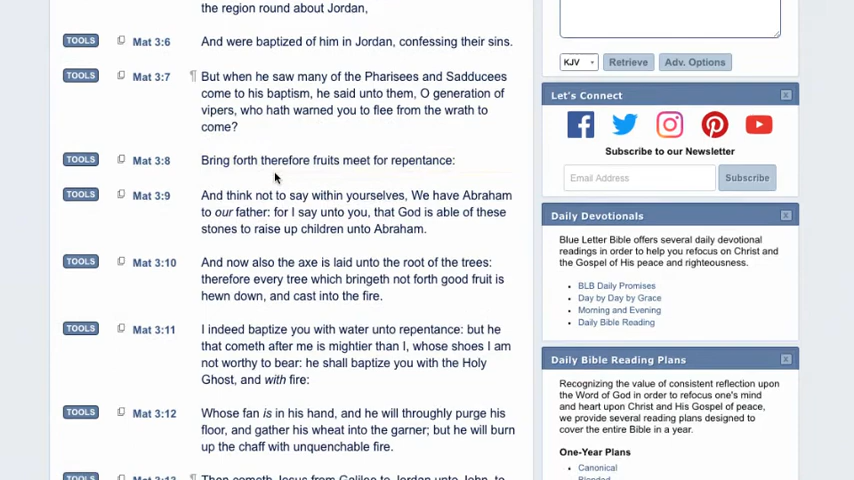 the region round about Jordan,
TOOLS Mat 3:6 And were baptized of him in Jordan, confessing their sins.
TOOLS Mat 3:7 ¶ But when he saw many of the Pharisees and Sadducees
come to his baptism, he said unto them, O generation of
vipers, who hath warned you to flee from the wrath to
come?
TOOLS Mat 3:8 Bring forth therefore fruits meet for repentance:
TOOLS Mat 3:9 And think not to say within yourselves, We have Abraham
to our father: for I say unto you, that God is able of these
stones to raise up children unto Abraham.
TOOLS Mat 3:10 And now also the axe is laid unto the root of the trees:
therefore every tree which bringeth not forth good fruit is
hewn down, and cast into the fire.
TOOLS Mat 3:11 I indeed baptize you with water unto repentance: but he
that cometh after me is mightier than I, whose shoes I am
not worthy to bear: he shall baptize you with the Holy
Ghost, and with fire:
TOOLS Mat 3:12 Whose fan is in his hand, and he will throughly purge his
floor, and gather his wheat into the garner; but he will burn
up the chaff with unquenchable fire.
TOOLS Mat 3:13 ¶ Then cometh Jesus from Galilee to Jordan unto John, to
KJV Retrieve Adv. Options
Let's Connect
Subscribe to our Newsletter
Email Address Subscribe
Daily Devotionals
Blue Letter Bible offers several daily devotional
readings in order to help you refocus on Christ and
the Gospel of His peace and righteousness.
• BLB Daily Promises
• Day by Day by Grace
• Morning and Evening
• Daily Bible Reading
Daily Bible Reading Plans
Recognizing the value of consistent reflection upon
the Word of God in order to refocus one's mind
and heart upon Christ and His Gospel of peace,
we provide several reading plans designed to
cover the entire Bible in a year.
One-Year Plans
• Canonical
• Blended